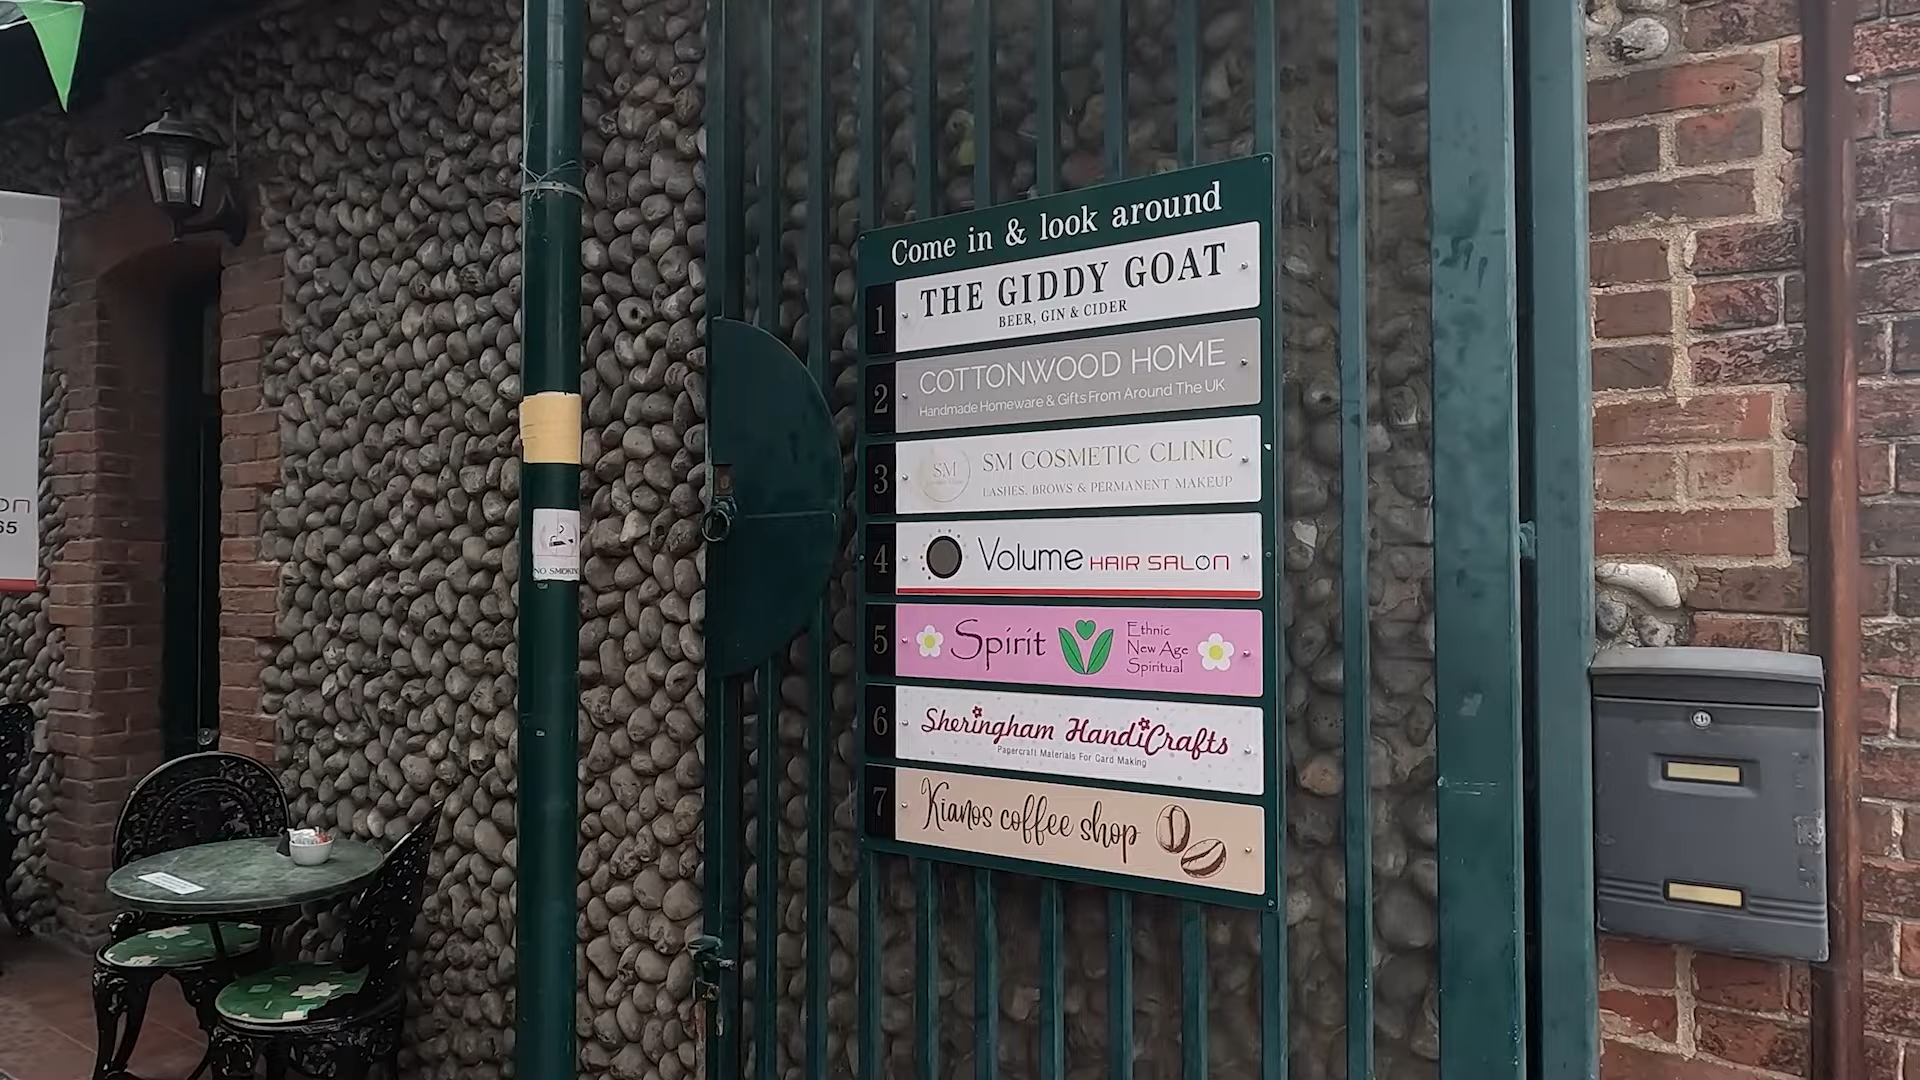 Come in & look around
1
THE GIDDY GOAT
BEER, GIN & CIDER
2
COTTONWOOD HOME
Handmade Homeware & Gifts From Around The UK
3
SM
SM COSMETIC CLINIC
LASHES, BROWS & PERMANENT MAKEUP
4
Volume HAIR SALON
5
Spirit
Ethnic
New Age
Spiritual
6
Sheringham HandiCrafts
Papercraft Materials For Card Making
7
Kianos coffee shop
NO SMOKING
on
65